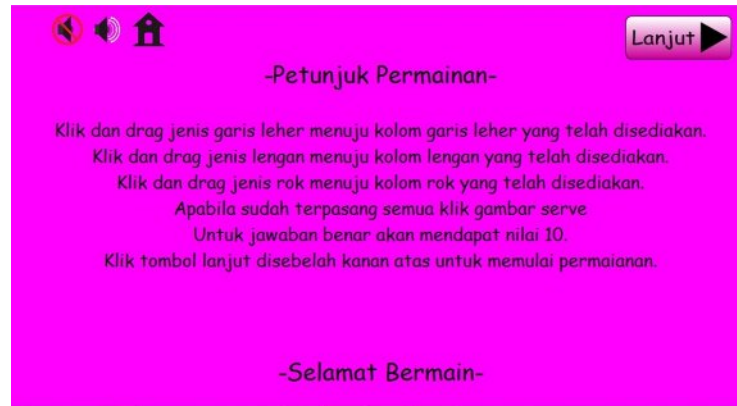 Lanjut
-Petunjuk Permainan-
Klik dan drag jenis garis leher menuju kolom garis leher yang telah disediakan.
Klik dan drag jenis lengan menuju kolom lengan yang telah disediakan.
Klik dan drag jenis rok menuju kolom rok yang telah disediakan.
Apabila sudah terpasang semua klik gambar serve
Untuk jawaban benar akan mendapat nilai 10.
Klik tombol lanjut disebelah kanan atas untuk memulai permaianan.
-Selamat Bermain-